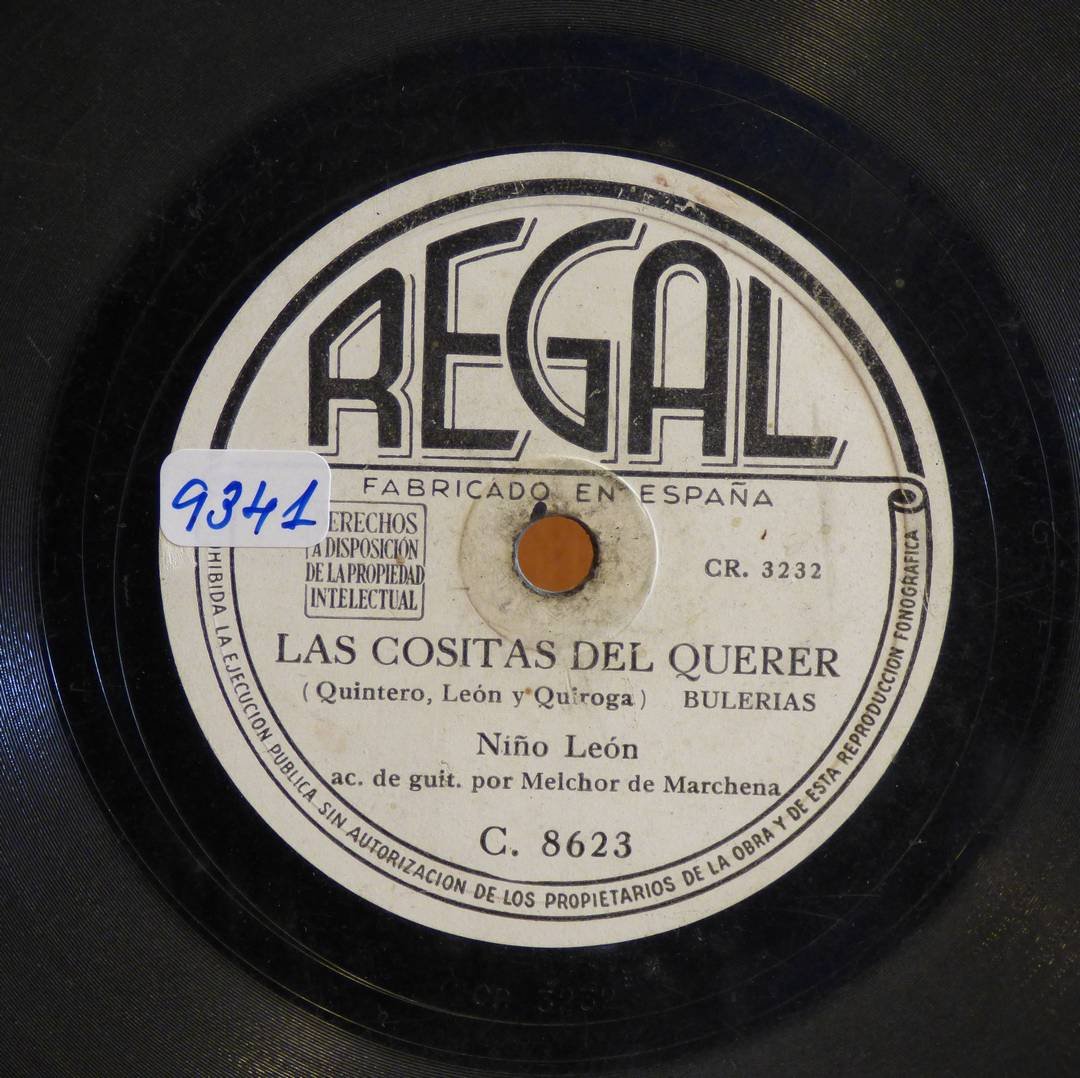 REGAL
FABRICADO EN ESPAÑA
9341
ERECHOS
A DISPOSICIÓN
DE LA PROPIEDAD
INTELECTUAL
CR. 3232
LAS COSITAS DEL QUERER
(Quintero, León y Quiroga) BULERIAS
Niño León
ac. de guit. por Melchor de Marchena
C. 8623
HIBIDA LA EJECUCION PUBLICA SIN AUTORIZACION DE LOS PROPIETARIOS DE LA OBRA Y DE ESTA REPRODUCCION FONOGRAFICA
CR 3232